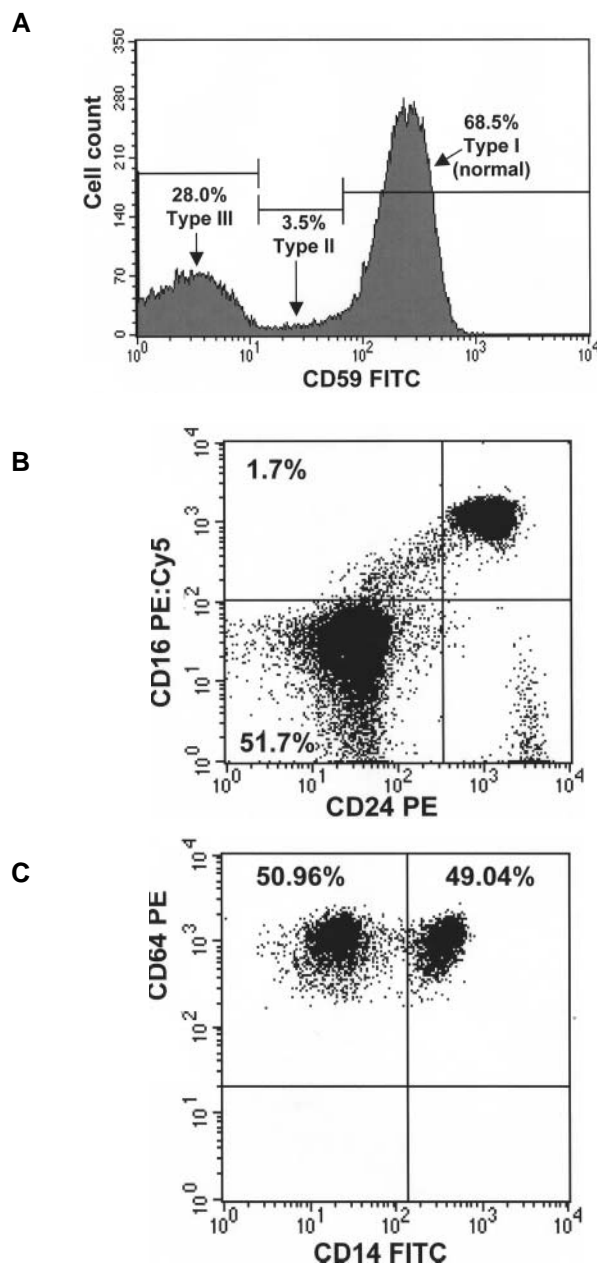 A
350
280
210
140
70
0
Cell count
68.5%
Type I
(normal)
28.0%
Type III
3.5%
Type II
10^0 10^1 10^2 10^3 10^4
CD59 FITC
B
10^4
10^3
10^2
10^1
10^0
CD16 PE:Cy5
1.7%
51.7%
10^0 10^1 10^2 10^3 10^4
CD24 PE
C
10^4
10^3
10^2
10^1
10^0
CD64 PE
50.96% 49.04%
10^0 10^1 10^2 10^3 10^4
CD14 FITC